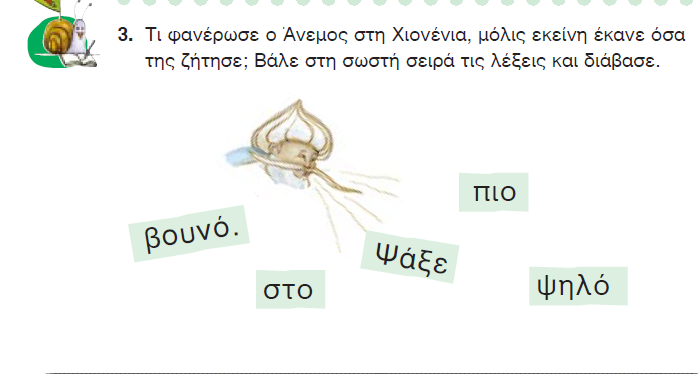 3. Τι φανέρωσε ο Άνεμος στη Χιονένια, μόλις εκείνη έκανε όσα
της ζήτησε; Βάλε στη σωστή σειρά τις λέξεις και διάβασε.
πιο
βουνό.
Ψάξε
στο
ψηλό